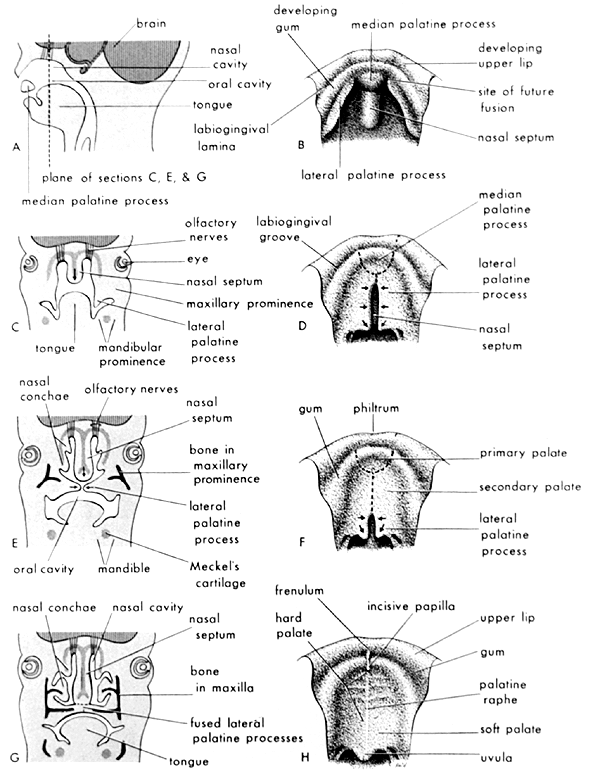 brain
nasal
cavity
oral cavity
tongue
labiogingival
lamina
A
plane of sections C, E, & G
median palatine process
developing
gum
median palatine process
developing
upper lip
site of future
fusion
nasal septum
B
lateral palatine process
olfactory
nerves
eye
nasal septum
maxillary prominence
lateral
palatine
process
C
tongue
mandibular
prominence
labiogingival
groove
median
palatine
process
lateral
palatine
process
D
nasal
septum
nasal
conchae
olfactory nerves
nasal
septum
bone in
maxillary
prominence
lateral
palatine
process
E
oral cavity
mandible
Meckel's
cartilage
gum
philtrum
primary palate
secondary palate
lateral
palatine
process
F
nasal conchae
nasal cavity
nasal
septum
bone
in maxilla
fused lateral
palatine processes
G
tongue
frenulum
incisive papilla
hard
palate
upper lip
gum
palatine
raphe
soft palate
H
uvula